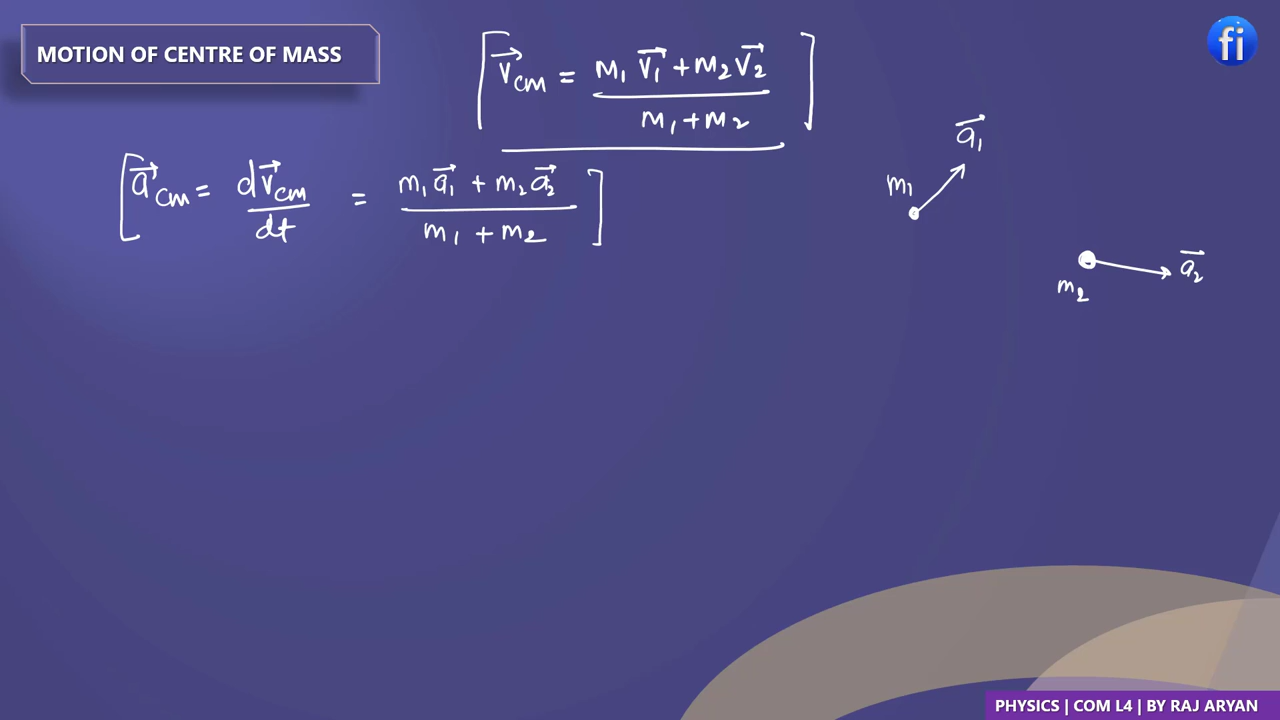 MOTION OF CENTRE OF MASS
fi
[v⃗cm = (m₁v⃗₁ + m₂v⃗₂) / (m₁ + m₂)]
[a⃗cm = dv⃗cm/dt = (m₁a⃗₁ + m₂a⃗₂) / (m₁ + m₂)]
a⃗₁
m₁
a⃗₂
m₂
PHYSICS | COM L4 | BY RAJ ARYAN